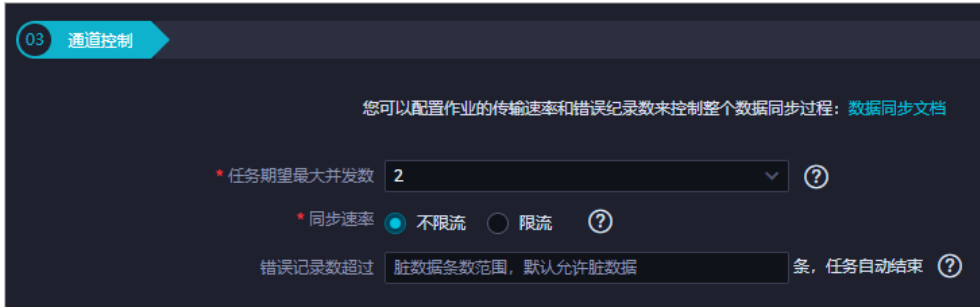 03 通道控制
您可以配置作业的传输速率和错误纪录数来控制整个数据同步过程：数据同步文档
* 任务期望最大并发数 2 ?
* 同步速率 不限流 限流 ?
错误记录数超过 脏数据条数范围，默认允许脏数据 条，任务自动结束 ?